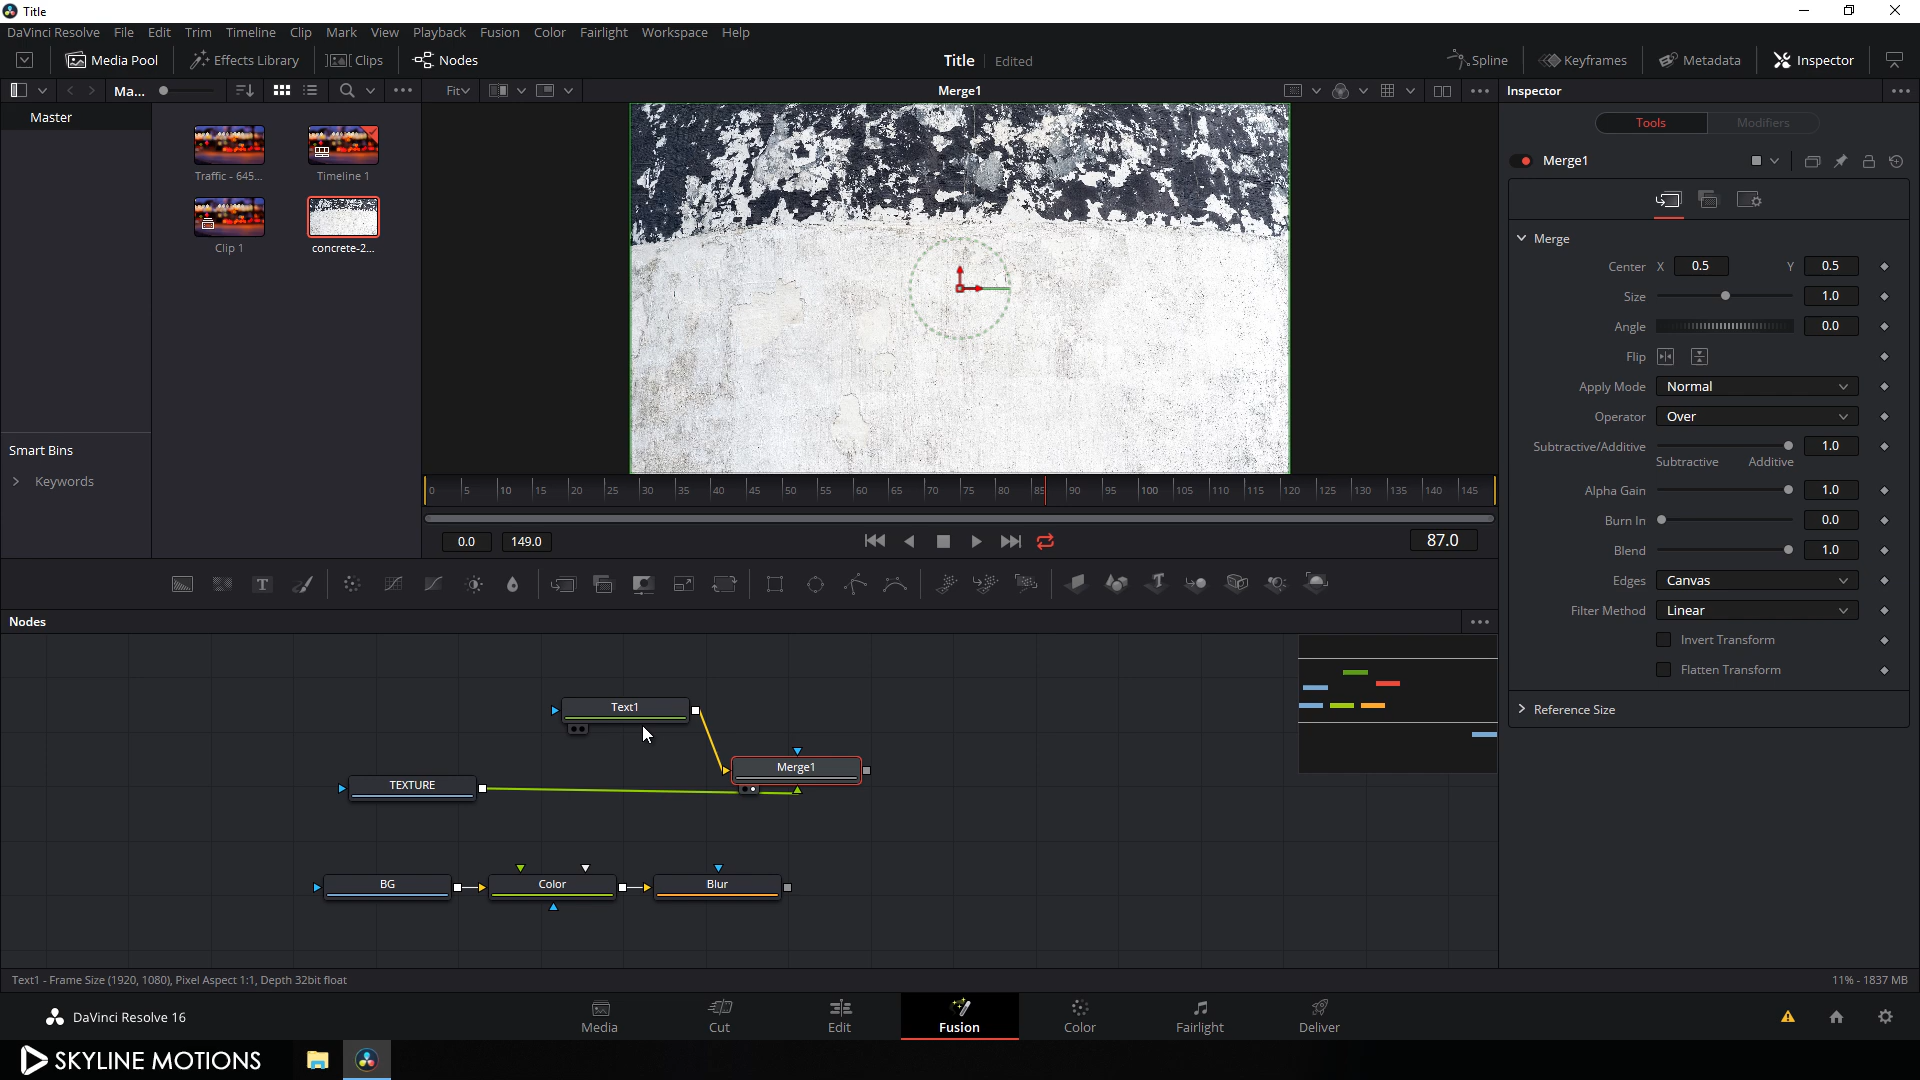 Title
DaVinci Resolve File Edit Trim Timeline Clip Mark View Playback Fusion Color Fairlight Workspace Help
Media Pool Effects Library Clips Nodes Title Edited Spline Keyframes Metadata Inspector
Ma... Fit Merge1 Inspector
Master
Tools Modifiers
Merge1
Traffic - 645... Timeline 1
Clip 1 concrete-2...
Merge
Center X 0.5 Y 0.5
Size 1.0
Angle 0.0
Flip
Apply Mode Normal
Operator Over
Subtractive/Additive 1.0
Subtractive Additive
Alpha Gain 1.0
Burn In 0.0
Blend 1.0
Edges Canvas
Filter Method Linear
Invert Transform
Flatten Transform
Reference Size
Smart Bins
Keywords
0 5 10 15 20 25 30 35 40 45 50 55 60 65 70 75 80 85 90 95 100 105 110 115 120 125 130 135 140 145
0.0 149.0 87.0
T
Nodes
Text1
Merge1
TEXTURE
BG Color Blur
Text1 - Frame Size (1920, 1080), Pixel Aspect 1:1, Depth 32bit float 11% - 1837 MB
DaVinci Resolve 16 Media Cut Edit Fusion Color Fairlight Deliver
SKYLINE MOTIONS